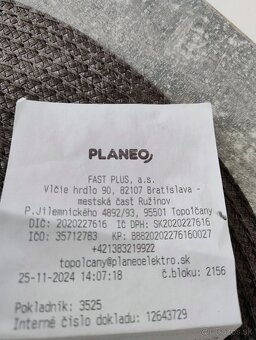 PLANEO
FAST PLUS, a.s.
Vlčie hrdlo 90, 82107 Bratislava -
mestská časť Ružinov
P.Jilemnického 4892/93, 95501 Topoľčany
DIČ: 2020227616 IČ DPH: SK2020227616
IČO: 35712783 KP: B8820202276160027
+421383219922
topolcany@planeoelektro.sk
25-11-2024 14:07:18 č.bloku: 2156
Pokladník: 3525
Interné číslo dokladu: 12643729